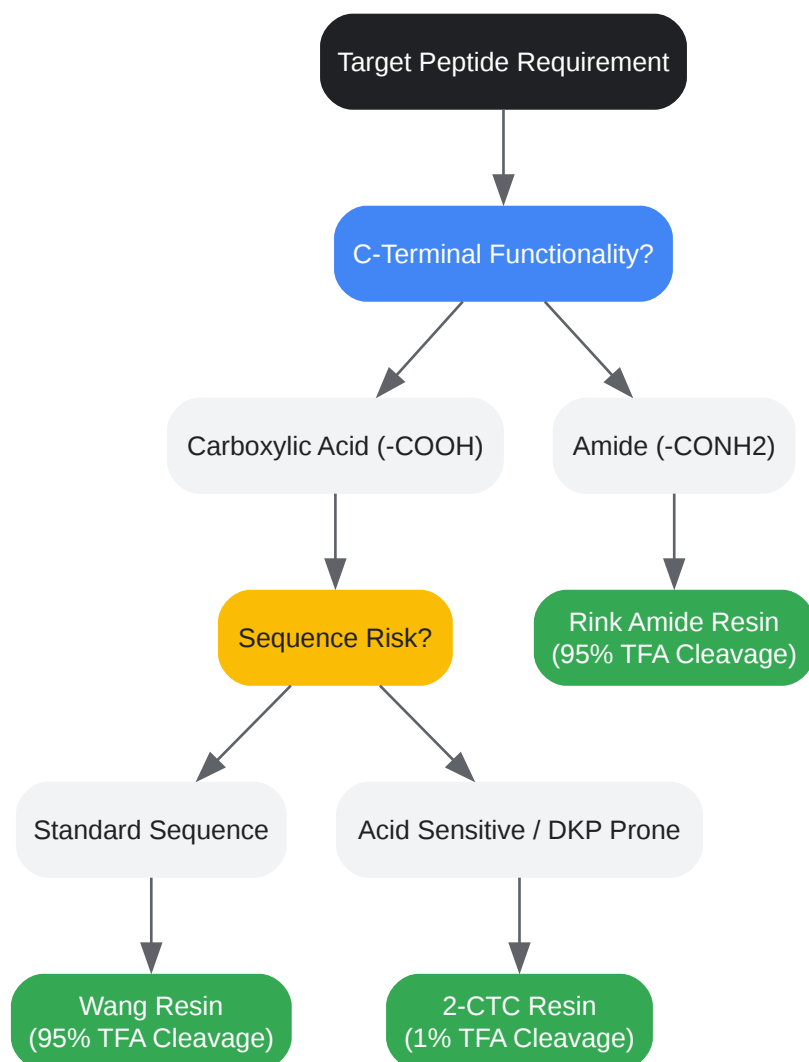 Target Peptide Requirement
C-Terminal Functionality?
Carboxylic Acid (-COOH)
Amide (-CONH2)
Sequence Risk?
Rink Amide Resin
(95% TFA Cleavage)
Standard Sequence
Acid Sensitive / DKP Prone
Wang Resin
(95% TFA Cleavage)
2-CTC Resin
(1% TFA Cleavage)